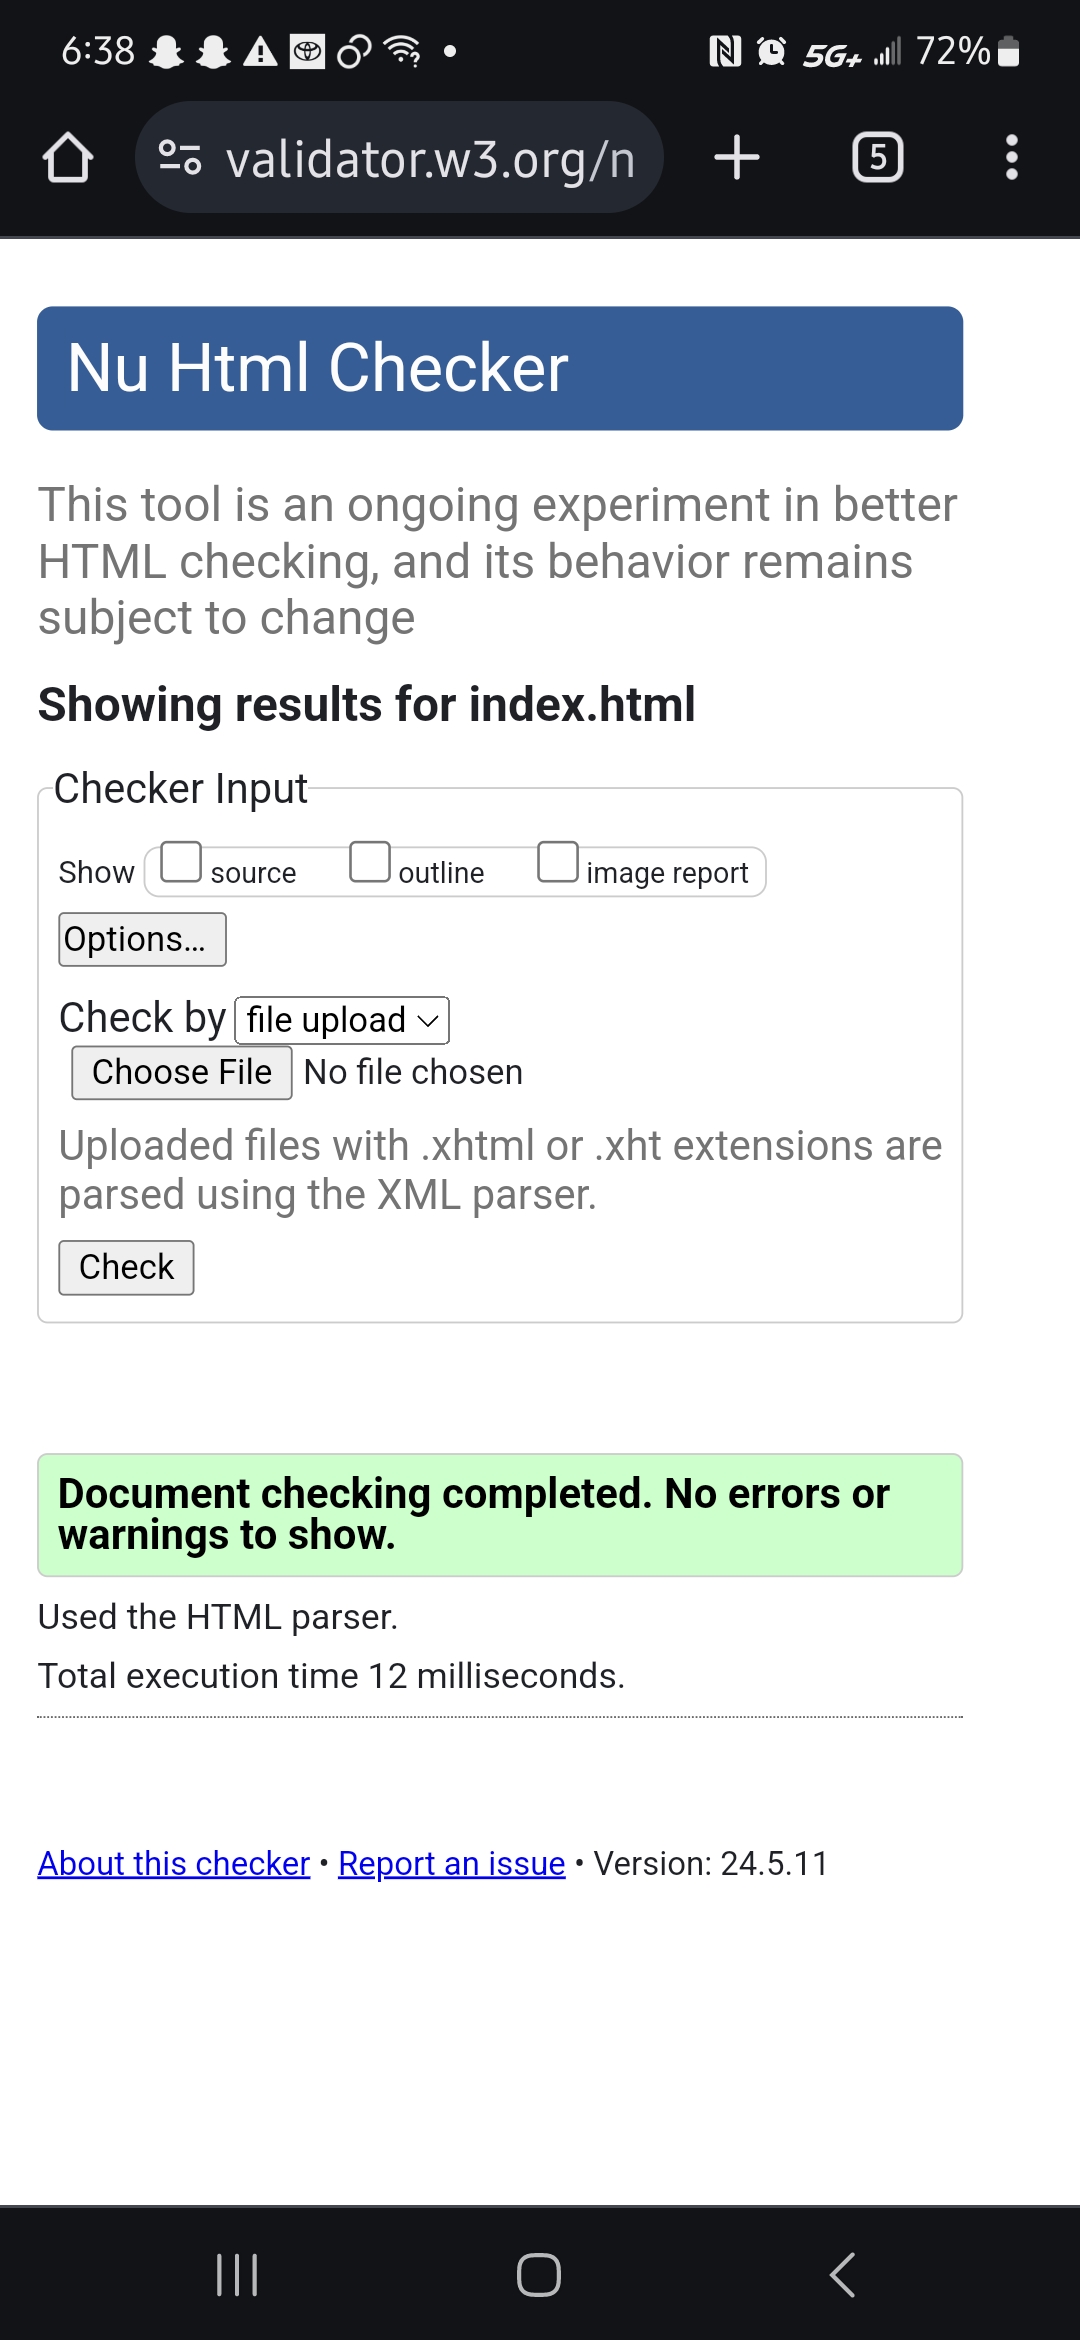 6:38
5G+ 72%
validator.w3.org/n
5
Nu Html Checker
This tool is an ongoing experiment in better
HTML checking, and its behavior remains
subject to change
Showing results for index.html
Checker Input
Show source outline image report
Options...
Check by file upload
Choose File No file chosen
Uploaded files with .xhtml or .xht extensions are
parsed using the XML parser.
Check
Document checking completed. No errors or
warnings to show.
Used the HTML parser.
Total execution time 12 milliseconds.
About this checker • Report an issue • Version: 24.5.11